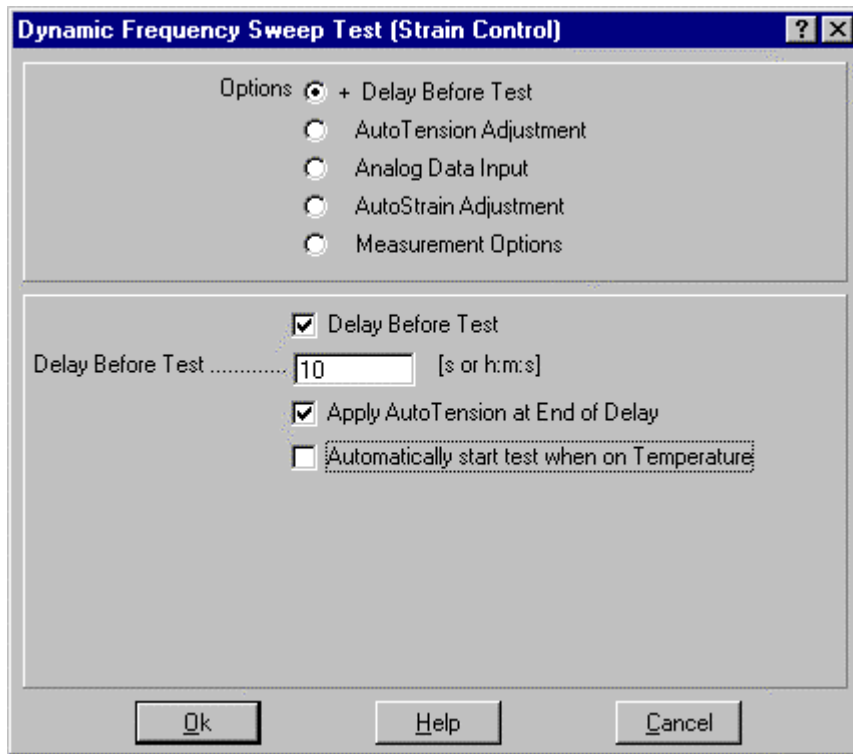 Dynamic Frequency Sweep Test (Strain Control)
Options + Delay Before Test
AutoTension Adjustment
Analog Data Input
AutoStrain Adjustment
Measurement Options
Delay Before Test
Delay Before Test ............. 10 [s or h:m:s]
Apply AutoTension at End of Delay
Automatically start test when on Temperature
Ok Help Cancel